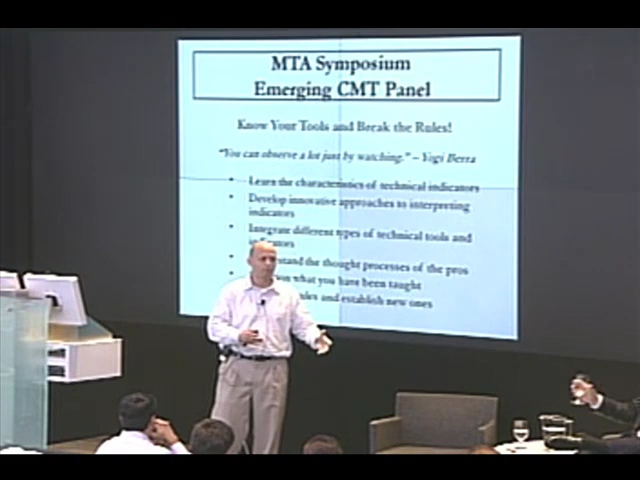 MTA Symposium
Emerging CMT Panel
Know Your Tools and Break the Rules!
"You can observe a lot just by watching." – Yogi Berra
• Learn the characteristics of technical indicators
• Develop innovative approaches to interpreting
indicators
• Integrate different types of technical tools and
the thought processes of the pros
what you have been taught
and establish new ones